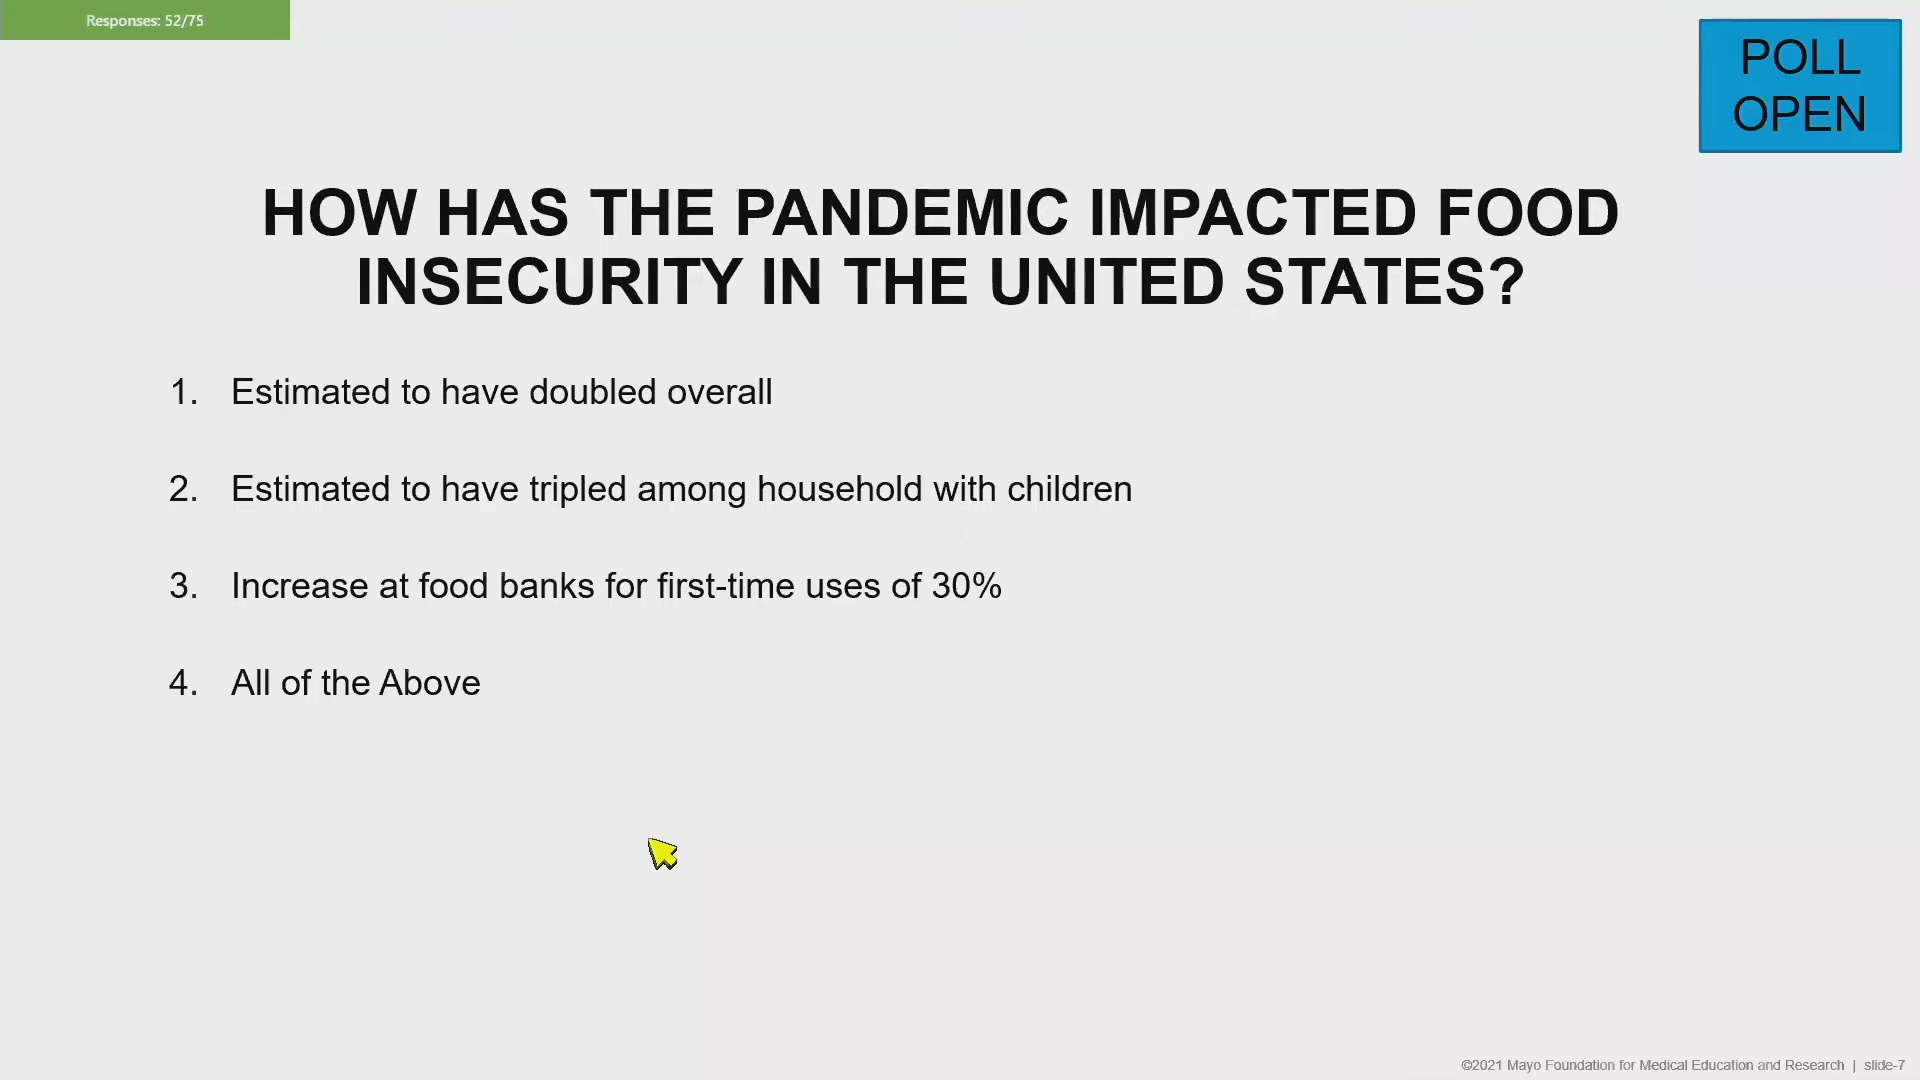 Responses: 52/75
POLL
OPEN
HOW HAS THE PANDEMIC IMPACTED FOOD
INSECURITY IN THE UNITED STATES?
1. Estimated to have doubled overall
2. Estimated to have tripled among household with children
3. Increase at food banks for first-time uses of 30%
4. All of the Above
©2021 Mayo Foundation for Medical Education and Research | slide-7